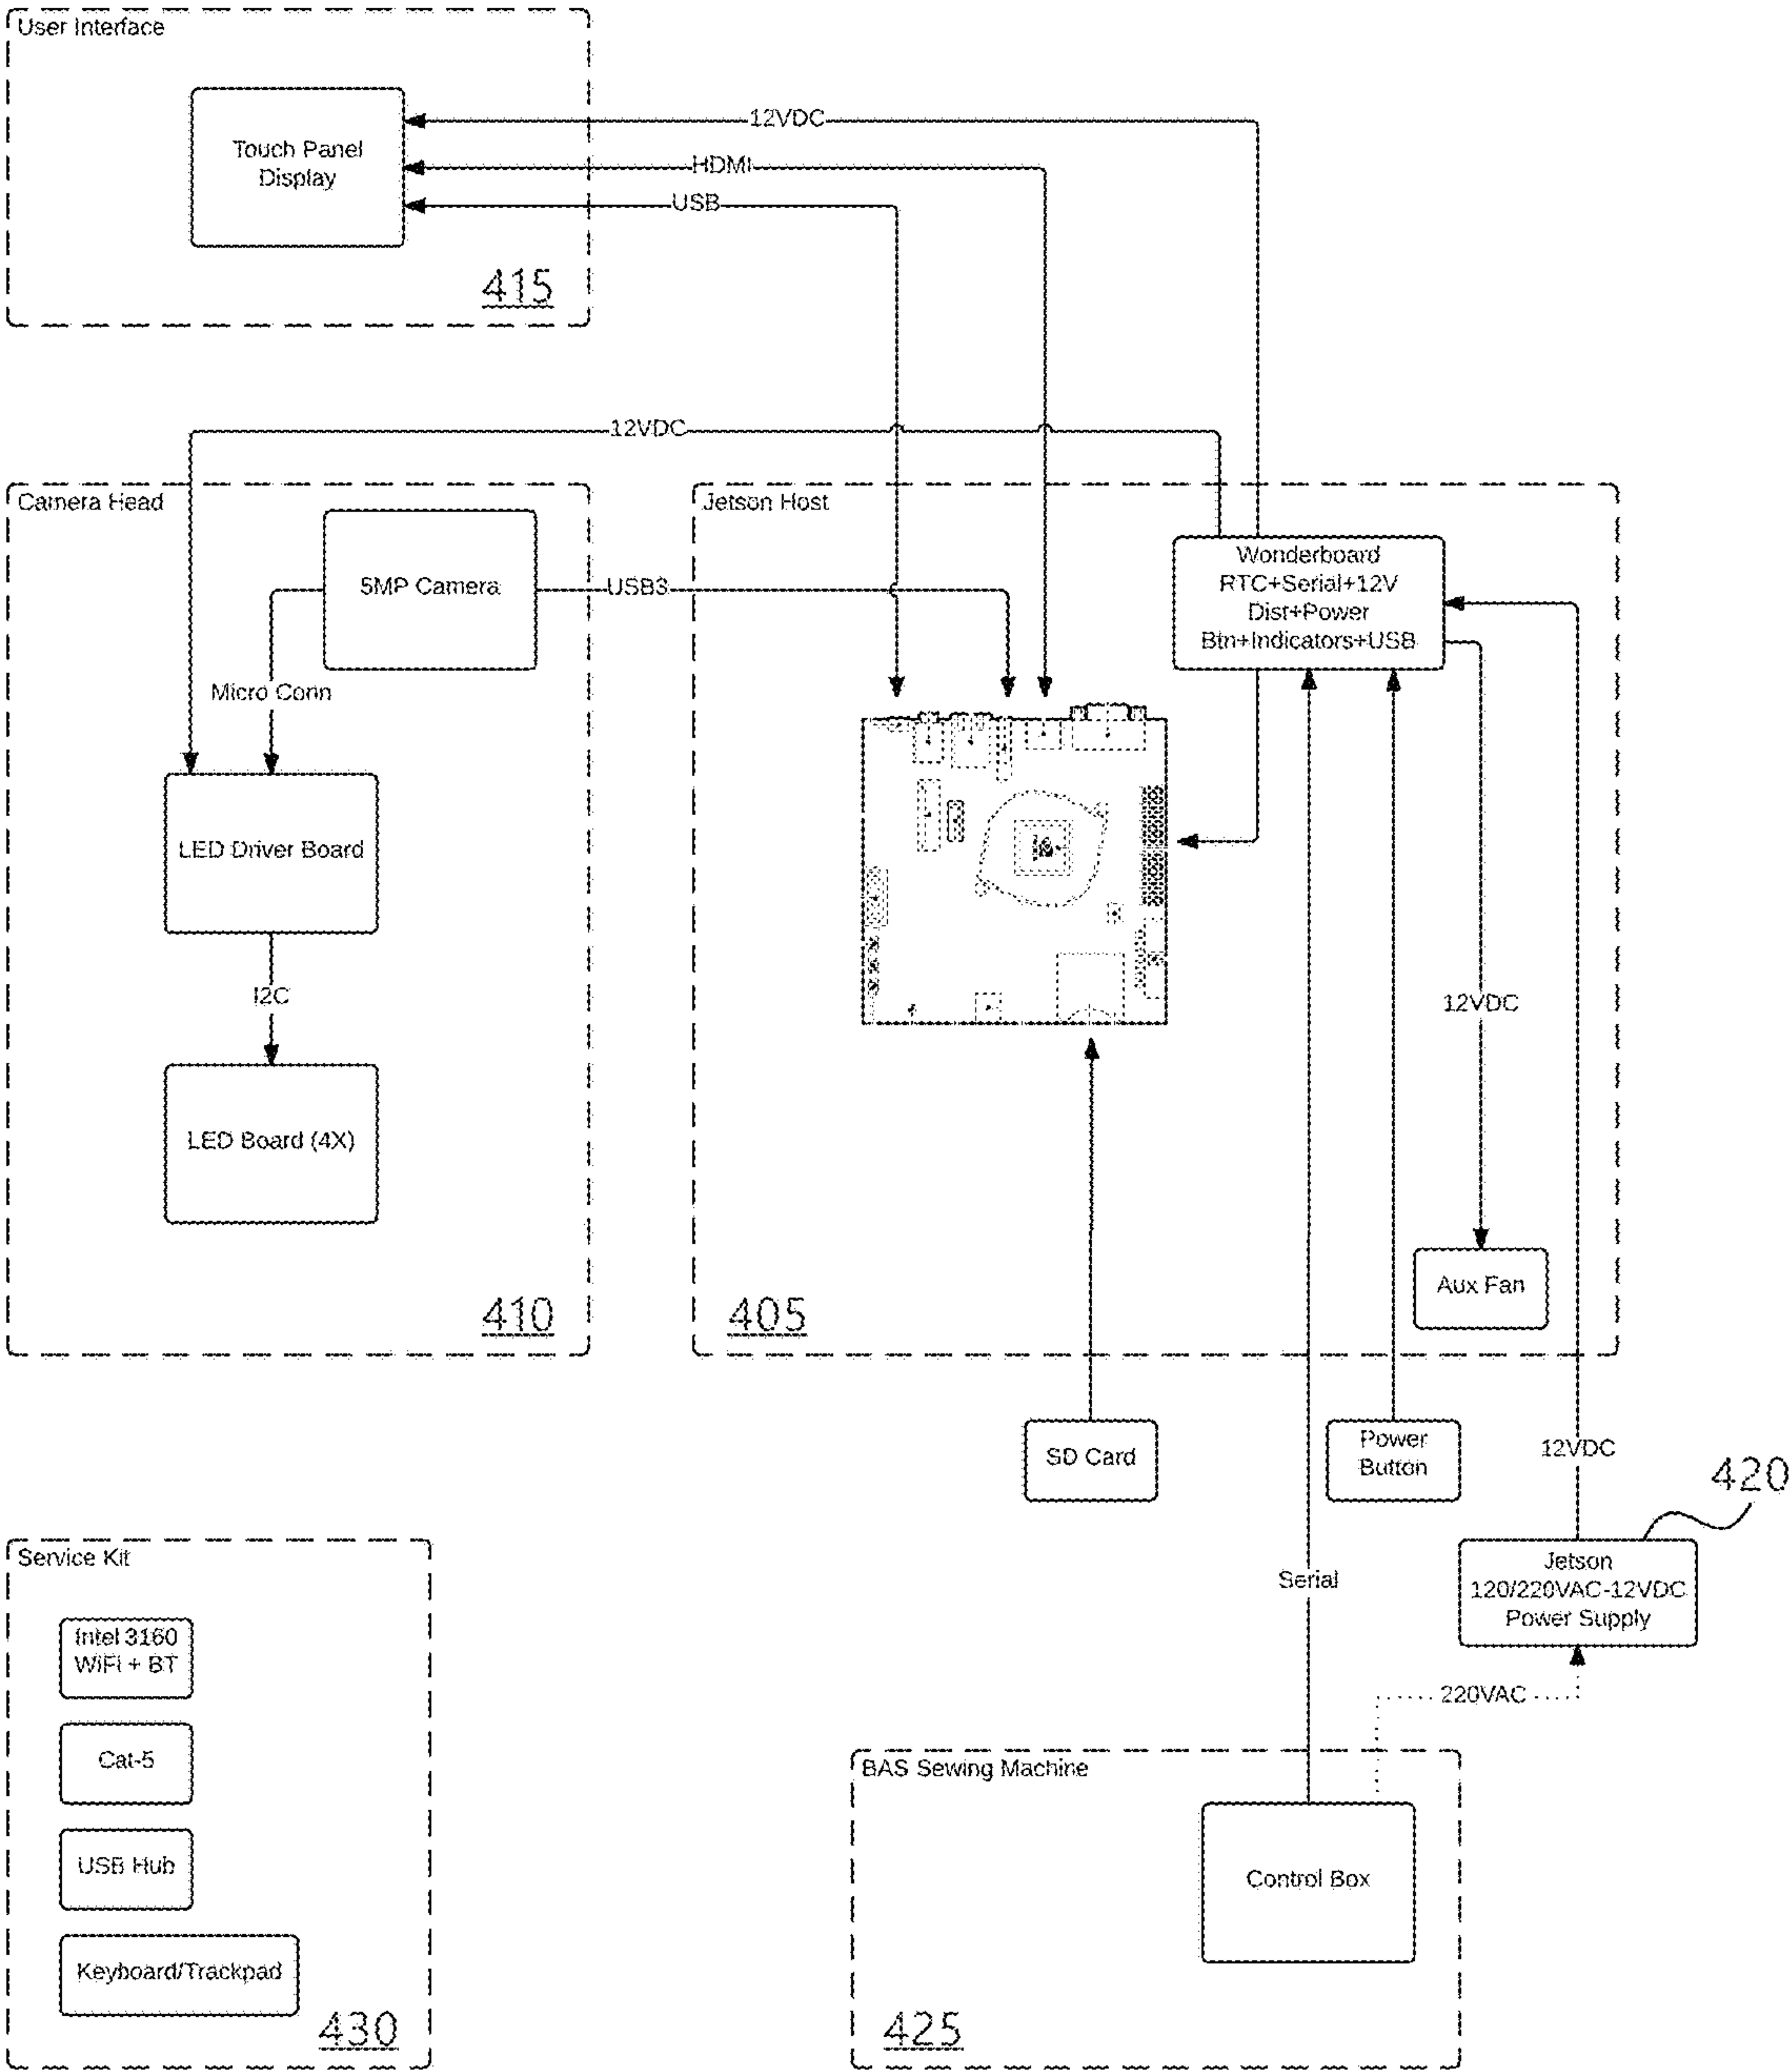 User Interface
12VDC
Touch Panel
Display
HDMI
USB
415
12VDC
Camera Head
5MP Camera
USB3
Micro Conn
LED Driver Board
I2C
LED Board (4X)
410
Jetson Host
Wonderboard
RTC+Serial+12V
Dist+Power
Btn+Indicators+USB
12VDC
Aux Fan
405
SD Card
Power
Button
12VDC
420
Jetson
120/220VAC-12VDC
Power Supply
Serial
220VAC
Service Kit
Intel 3160
WiFi + BT
Cat-5
USB Hub
Keyboard/Trackpad
430
BAS Sewing Machine
Control Box
425